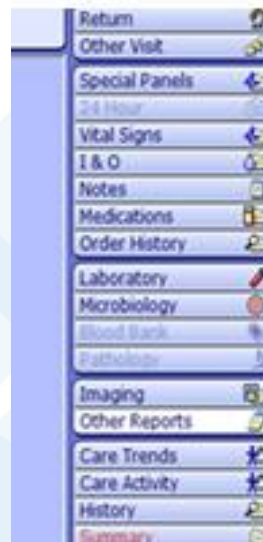 Return
Other Visit
Special Panels
24 Hour
Vital Signs
I & O
Notes
Medications
Order History
Laboratory
Microbiology
Blood Bank
Pathology
Imaging
Other Reports
Care Trends
Care Activity
History
Summary